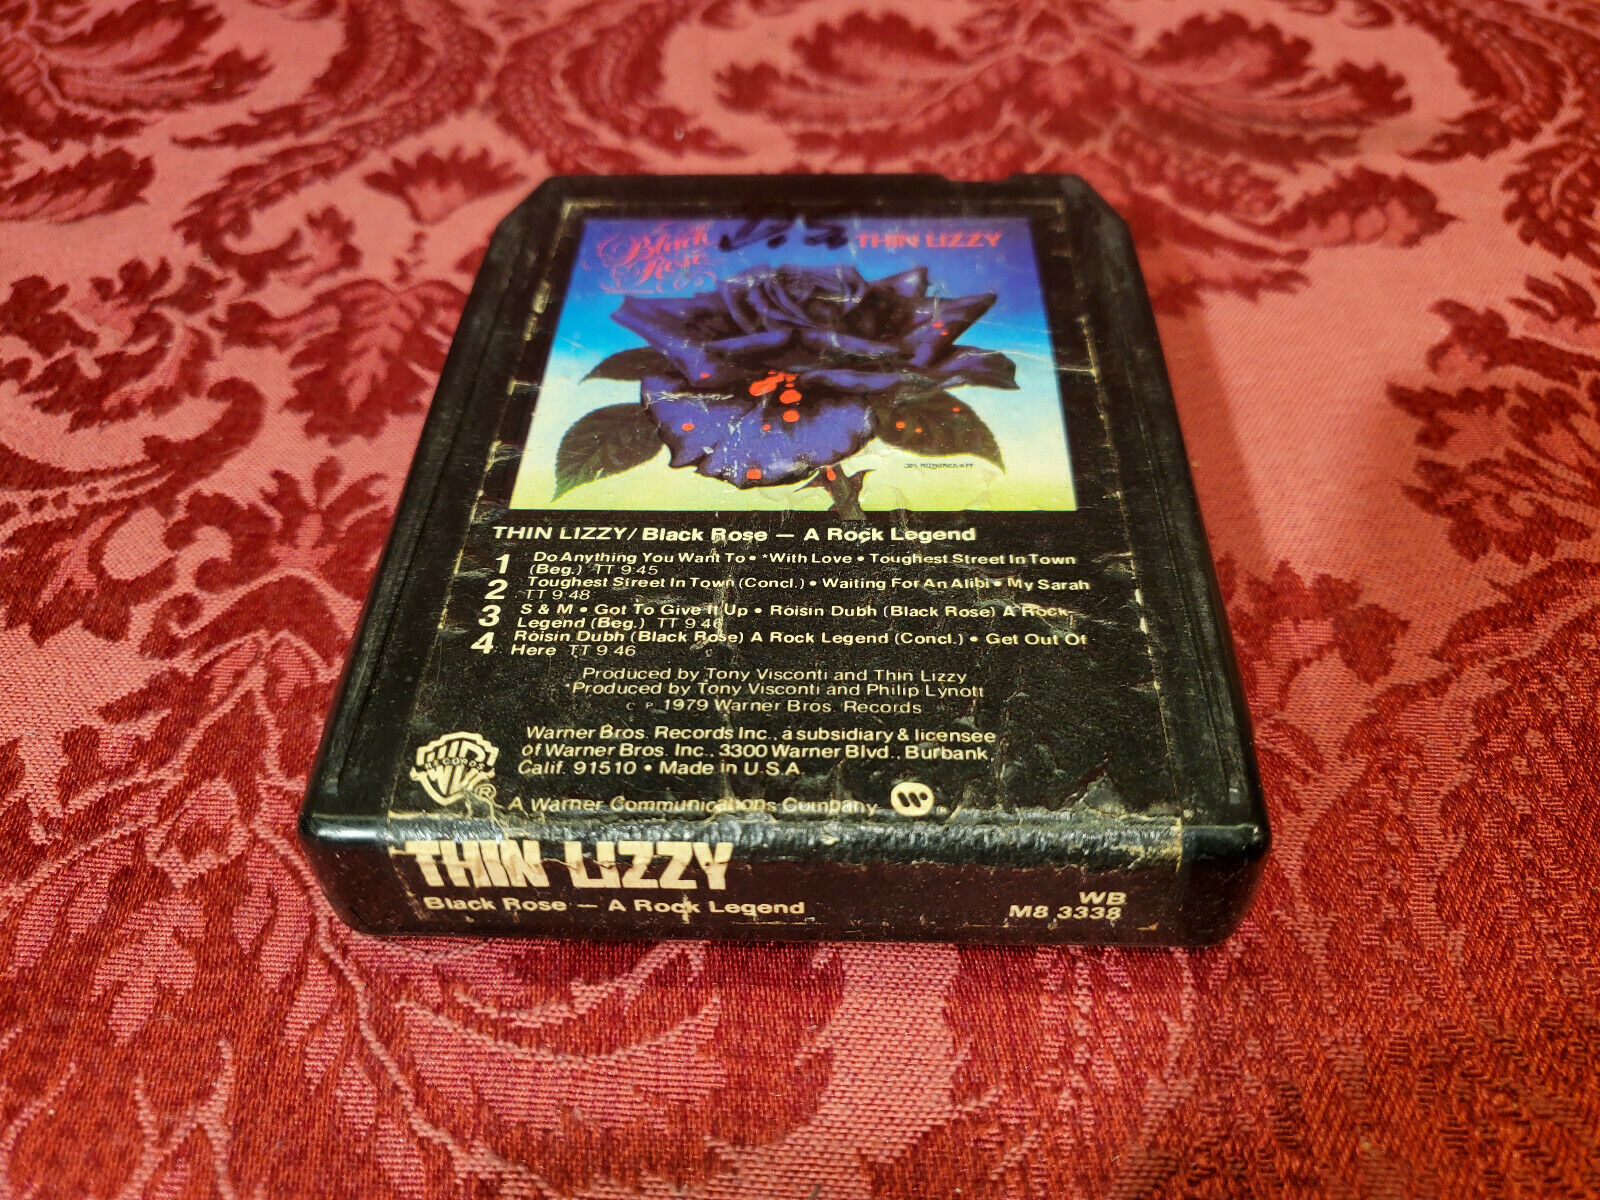 Black
Rose
THIN LIZZY
JIM FITZPATRICK 79
THIN LIZZY/Black Rose — A Rock Legend
1 Do Anything You Want To • *With Love • Toughest Street In Town
(Beg.) TT 9:45
2 Toughest Street In Town (Concl.) • Waiting For An Alibi • My Sarah
TT 9:48
3 S & M • Got To Give It Up • Róisín Dubh (Black Rose) A Rock
Legend (Beg.) TT 9:46
4 Róisín Dubh (Black Rose) A Rock Legend (Concl.) • Get Out Of
Here TT 9:46
Produced by Tony Visconti and Thin Lizzy
*Produced by Tony Visconti and Philip Lynott
C P 1979 Warner Bros. Records
Warner Bros. Records Inc., a subsidiary & licensee
of Warner Bros. Inc., 3300 Warner Blvd., Burbank,
Calif. 91510 • Made in U.S.A.
RECORDS
®
A Warner Communications Company
THIN LIZZY
Black Rose — A Rock Legend
WB
M8 3338